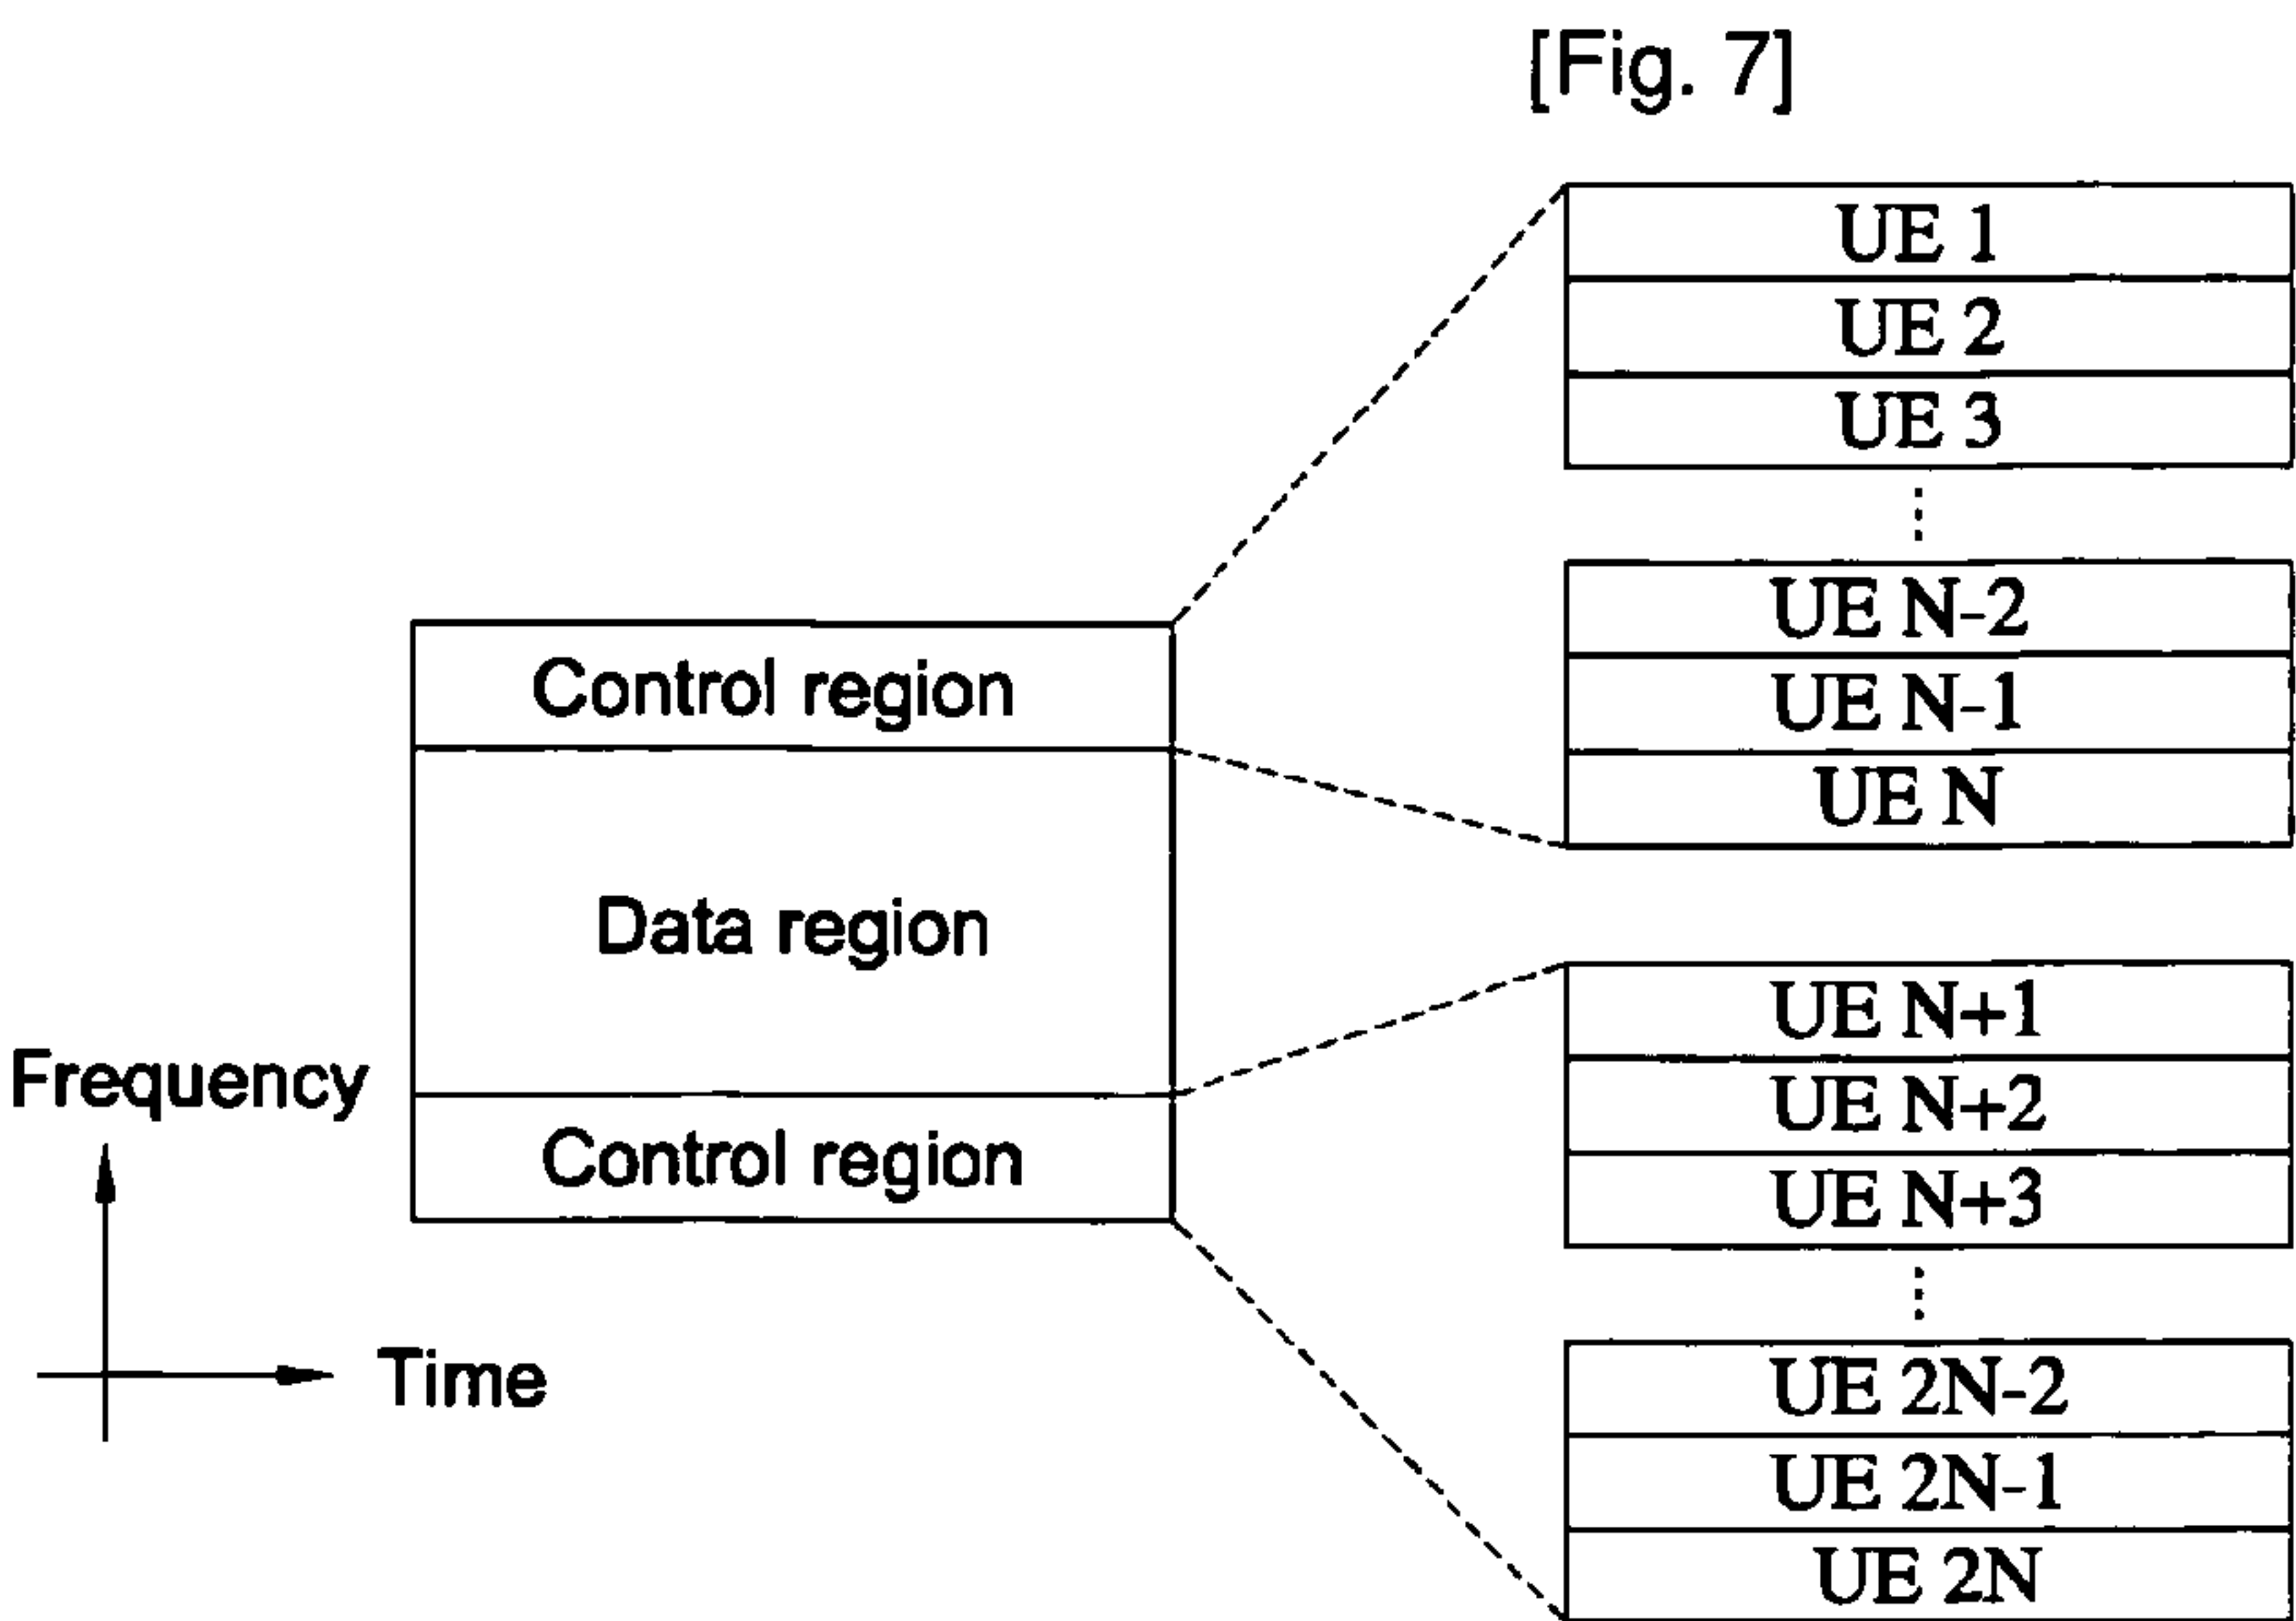 [Fig. 7]
UE 1
UE 2
UE 3
UE N-2
UE N-1
UE N
Control region
Data region
Control region
UE N+1
UE N+2
UE N+3
UE 2N-2
UE 2N-1
UE 2N
Frequency
Time